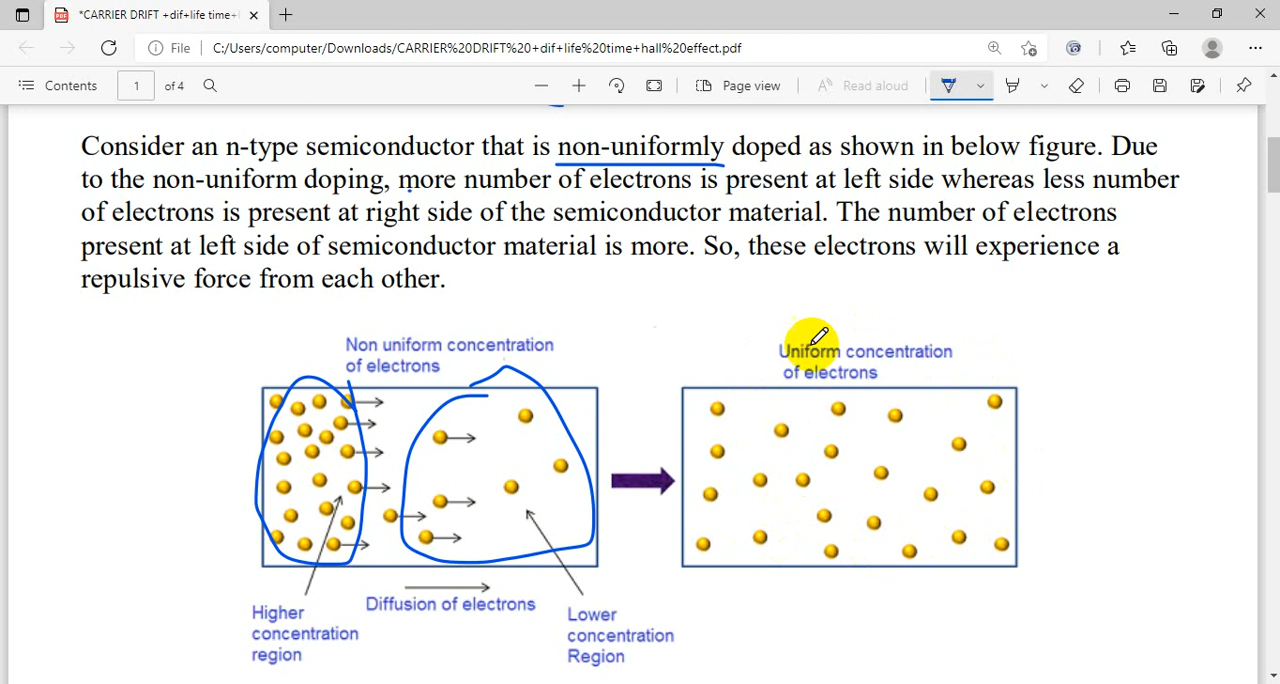 *CARRIER DRIFT +dif+life time+
File C:/Users/computer/Downloads/CARRIER%20DRIFT%20+dif+life%20time+hall%20effect.pdf
Contents 1 of 4 Page view Read aloud
Consider an n-type semiconductor that is non-uniformly doped as shown in below figure. Due
to the non-uniform doping, more number of electrons is present at left side whereas less number
of electrons is present at right side of the semiconductor material. The number of electrons
present at left side of semiconductor material is more. So, these electrons will experience a
repulsive force from each other.
Non uniform concentration
of electrons
Uniform concentration
of electrons
Diffusion of electrons
Higher
concentration
region
Lower
concentration
Region